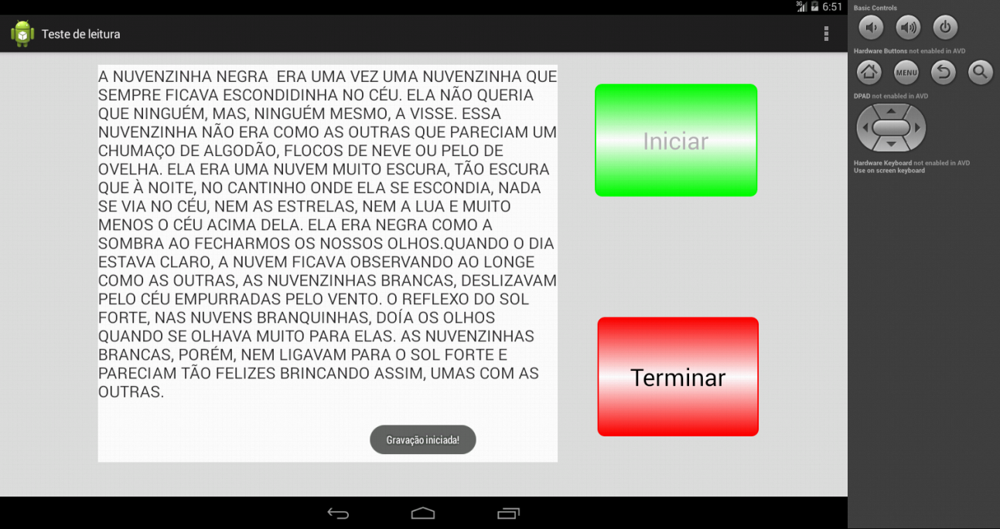 3G 6:51
Teste de leitura
A NUVENZINHA NEGRA  ERA UMA VEZ UMA NUVENZINHA QUE
SEMPRE FICAVA ESCONDIDINHA NO CÉU. ELA NÃO QUERIA
QUE NINGUÉM, MAS, NINGUÉM MESMO, A VISSE. ESSA
NUVENZINHA NÃO ERA COMO AS OUTRAS QUE PARECIAM UM
CHUMAÇO DE ALGODÃO, FLOCOS DE NEVE OU PELO DE
OVELHA. ELA ERA UMA NUVEM MUITO ESCURA, TÃO ESCURA
QUE À NOITE, NO CANTINHO ONDE ELA SE ESCONDIA, NADA
SE VIA NO CÉU, NEM AS ESTRELAS, NEM A LUA E MUITO
MENOS O CÉU ACIMA DELA. ELA ERA NEGRA COMO A
SOMBRA AO FECHARMOS OS NOSSOS OLHOS.QUANDO O DIA
ESTAVA CLARO, A NUVEM FICAVA OBSERVANDO AO LONGE
COMO AS OUTRAS, AS NUVENZINHAS BRANCAS, DESLIZAVAM
PELO CÉU EMPURRADAS PELO VENTO. O REFLEXO DO SOL
FORTE, NAS NUVENS BRANQUINHAS, DOÍA OS OLHOS
QUANDO SE OLHAVA MUITO PARA ELAS. AS NUVENZINHAS
BRANCAS, PORÉM, NEM LIGAVAM PARA O SOL FORTE E
PARECIAM TÃO FELIZES BRINCANDO ASSIM, UMAS COM AS
OUTRAS.
Gravação iniciada!
Iniciar
Terminar
Basic Controls
Hardware Buttons not enabled in AVD
MENU
DPAD not enabled in AVD
Hardware Keyboard not enabled in AVD
Use on screen keyboard